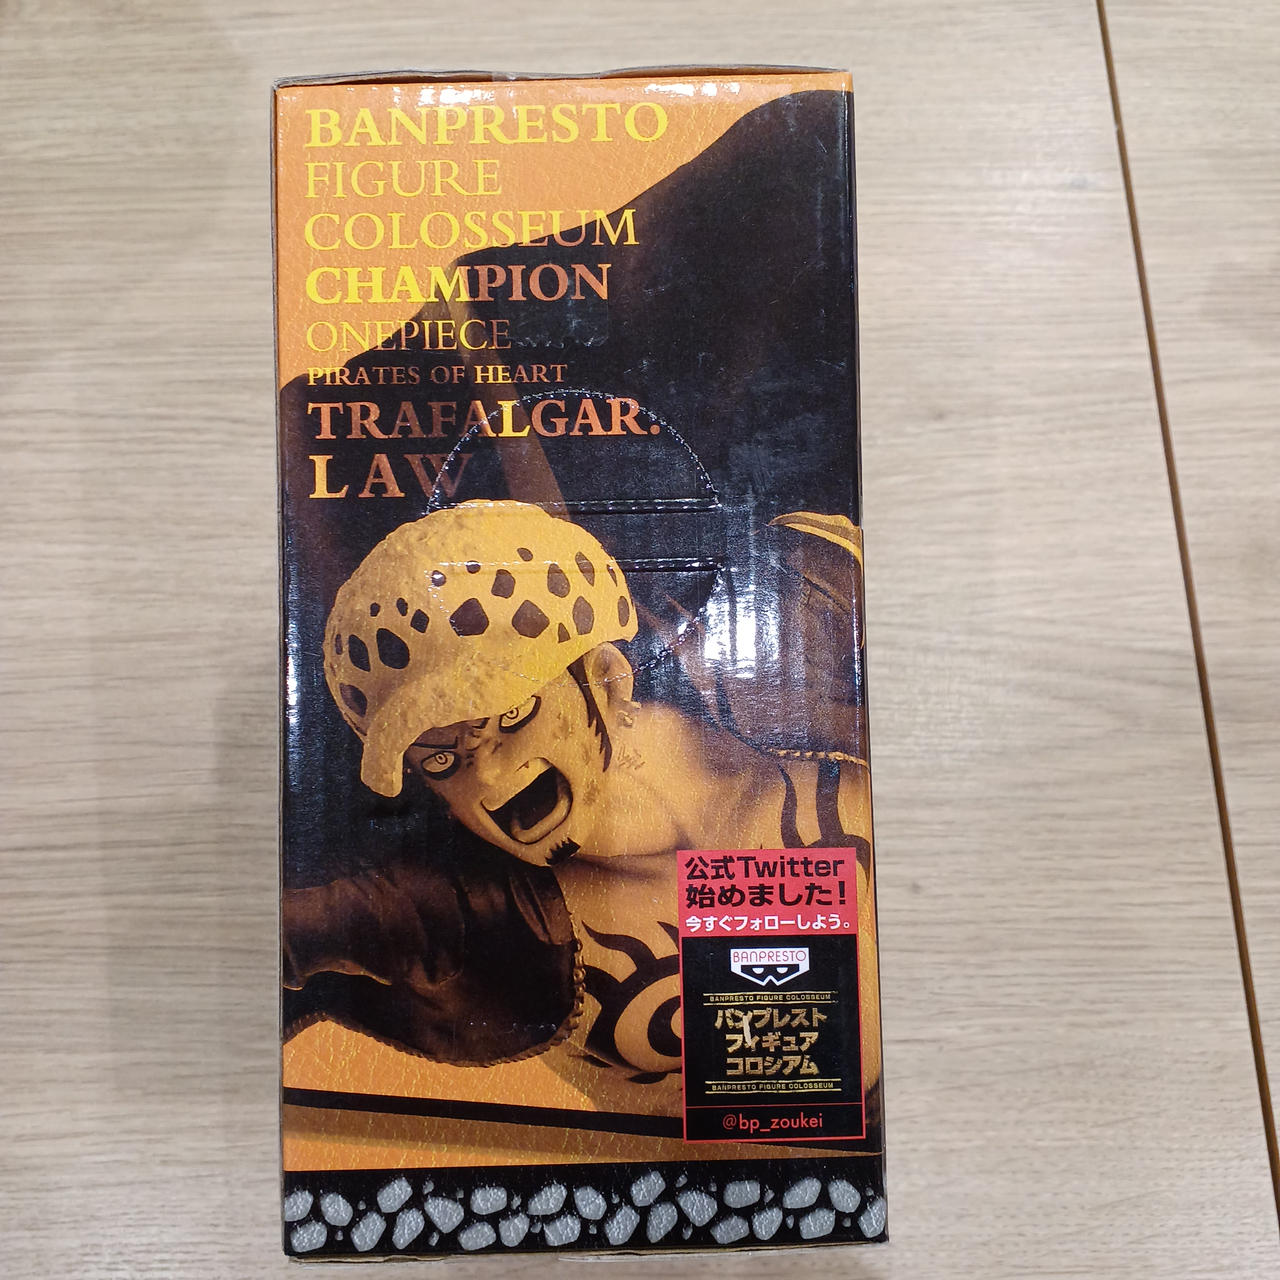 BANPRESTO
FIGURE
COLOSSEUM
CHAMPION
ONEPIECE
PIRATES OF HEART
TRAFALGAR.
LAW
公式Twitter
始めました!
今すぐフォローしよう。
BANPRESTO
BANPRESTO FIGURE COLOSSEUM
バンプレスト
フィギュア
コロシアム
BANPRESTO FIGURE COLOSSEUM
@bp_zoukei